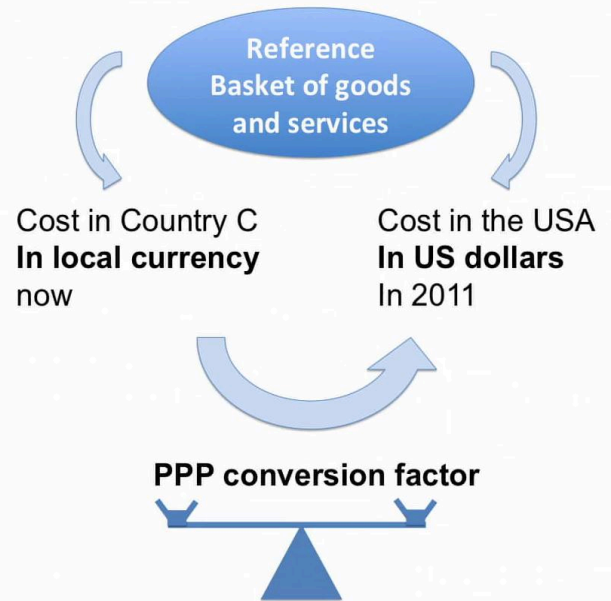 Reference
Basket of goods
and services
Cost in Country C
In local currency
now
Cost in the USA
In US dollars
In 2011
PPP conversion factor